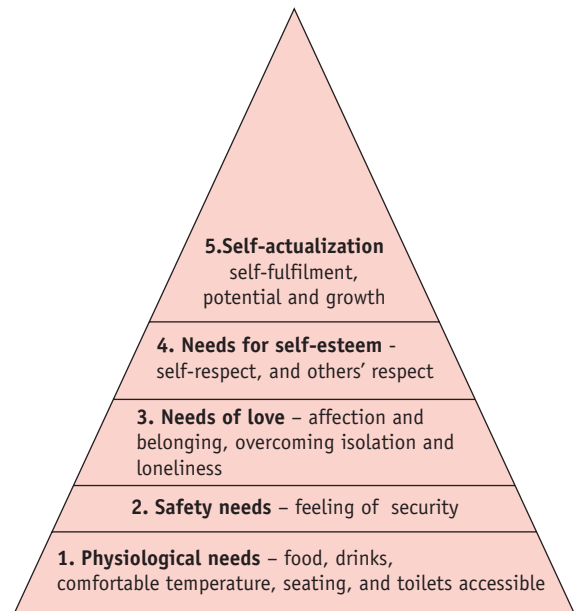 5.Self-actualization
self-fulfilment,
potential and growth
4. Needs for self-esteem -
self-respect, and others’ respect
3. Needs of love – affection and
belonging, overcoming isolation and
loneliness
2. Safety needs – feeling of security
1. Physiological needs – food, drinks,
comfortable temperature, seating, and toilets accessible